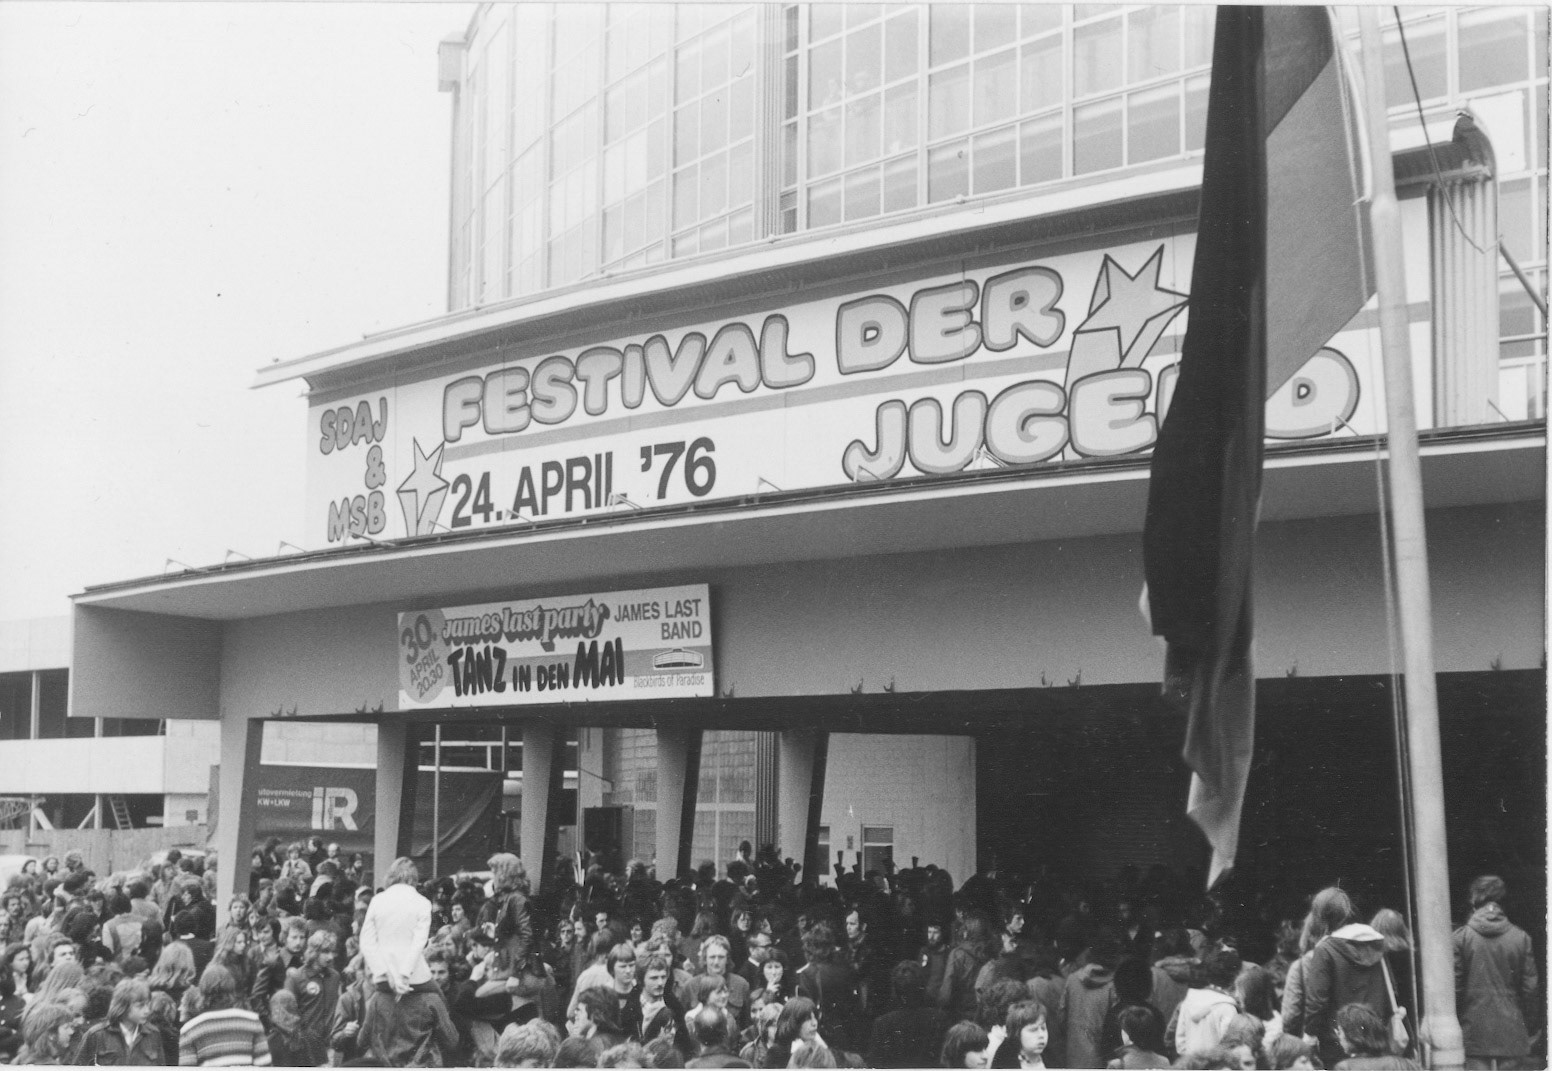 SDAJ
&
MSB
FESTIVAL DER
JUGEND
24. APRIL '76
30.
APRIL
20.30
james last party
TANZ IN DEN MAI
JAMES LAST
BAND
Blackbirds of Paradise
utovermietung
KW+LKW
IR